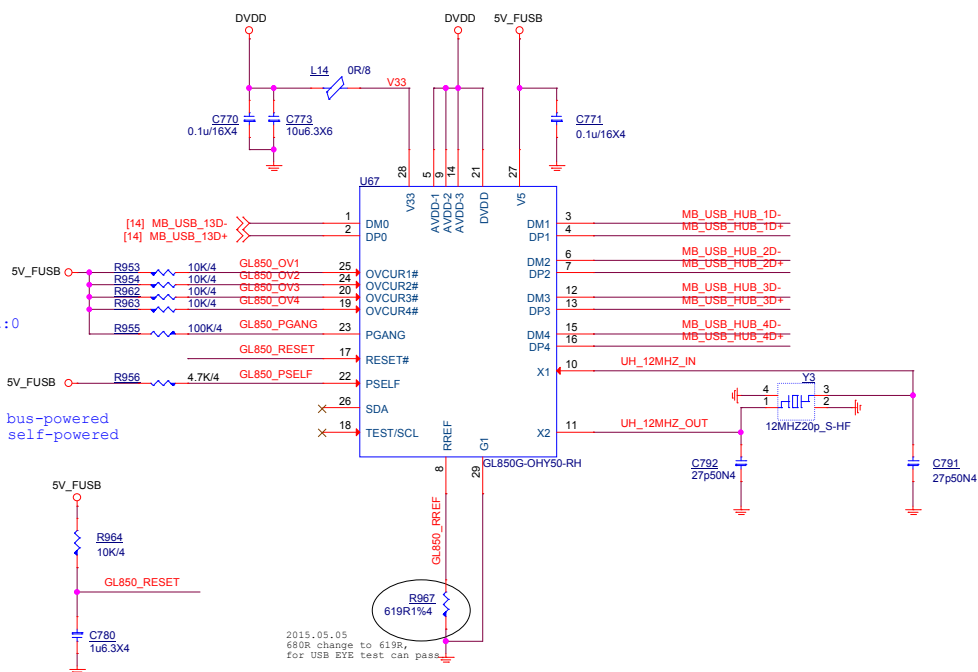 DVDD
DVDD
5V_FUSB
L14 0R/8
V33
C770
0.1u/16X4
C773
10u6.3X6
C771
0.1u/16X4
28
5
9
14
21
27
U67
V33
AVDD-1
AVDD-2
AVDD-3
DVDD
V5
[14] MB_USB_13D- 1 DM0
[14] MB_USB_13D+ 2 DP0
DM1 3 MB_USB_HUB_1D-
DP1 4 MB_USB_HUB_1D+
DM2 6 MB_USB_HUB_2D-
DP2 7 MB_USB_HUB_2D+
DM3 12 MB_USB_HUB_3D-
DP3 13 MB_USB_HUB_3D+
DM4 15 MB_USB_HUB_4D-
DP4 16 MB_USB_HUB_4D+
5V_FUSB
R953 10K/4 GL850_OV1 25 OVCUR1#
R954 10K/4 GL850_OV2 24 OVCUR2#
R962 10K/4 GL850_OV3 20 OVCUR3#
R963 10K/4 GL850_OV4 19 OVCUR4#
:0
R955 100K/4 GL850_PGANG 23 PGANG
GL850_RESET 17 RESET#
5V_FUSB R956 4.7K/4 GL850_PSELF 22 PSELF
26 SDA
18 TEST/SCL
bus-powered
self-powered
X1 10 UH_12MHZ_IN
X2 11 UH_12MHZ_OUT
Y3
4 3
1 2
12MHZ20p_S-HF
RREF
G1
8
29
GL850G-OHY50-RH
C792
27p50N4
C791
27p50N4
5V_FUSB
R964
10K/4
GL850_RESET
C780
1u6.3X4
GL850_RREF
R967
619R1%4
2015.05.05
680R change to 619R,
for USB EYE test can pass